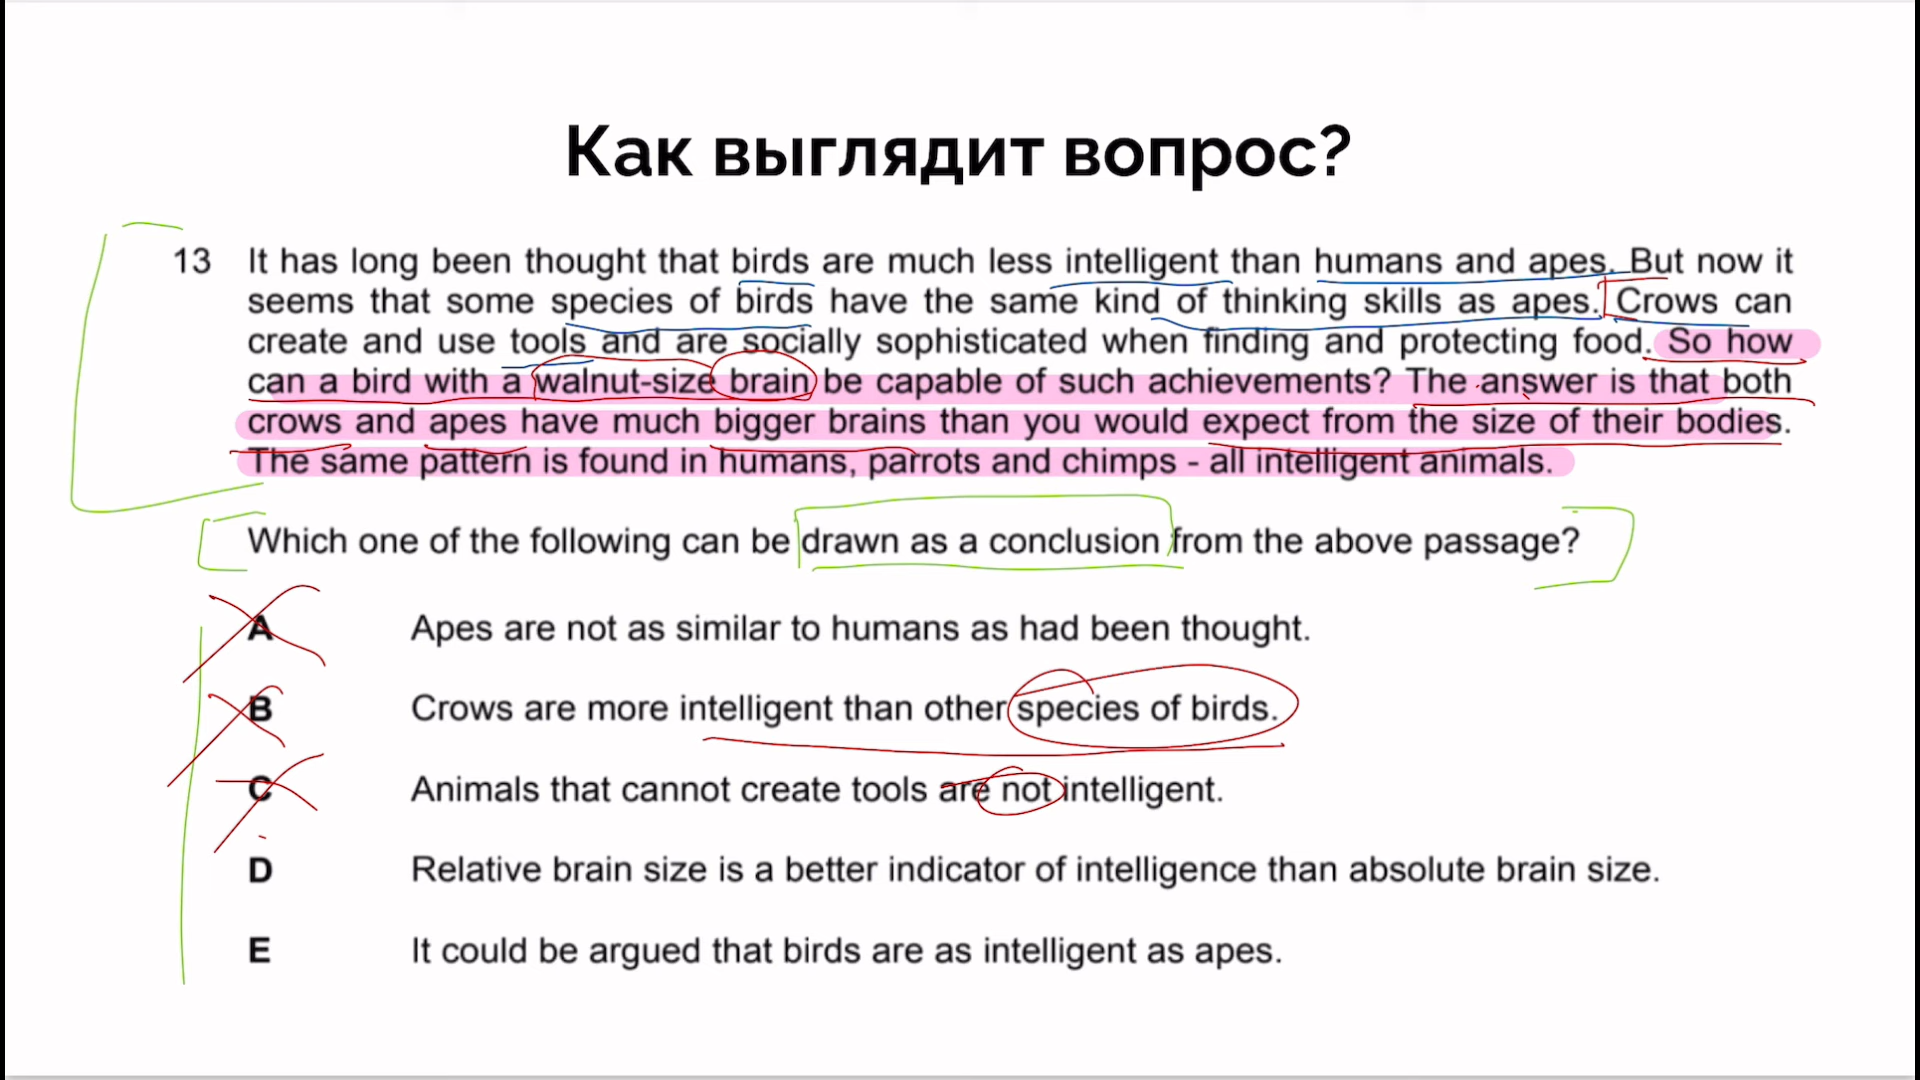 Как выглядит вопрос?
13 It has long been thought that birds are much less intelligent than humans and apes. But now it
seems that some species of birds have the same kind of thinking skills as apes. Crows can
create and use tools and are socially sophisticated when finding and protecting food. So how
can a bird with a walnut-size brain be capable of such achievements? The answer is that both
crows and apes have much bigger brains than you would expect from the size of their bodies.
The same pattern is found in humans, parrots and chimps - all intelligent animals.
Which one of the following can be drawn as a conclusion from the above passage?
A Apes are not as similar to humans as had been thought.
B Crows are more intelligent than other species of birds.
C Animals that cannot create tools are not intelligent.
D Relative brain size is a better indicator of intelligence than absolute brain size.
E It could be argued that birds are as intelligent as apes.